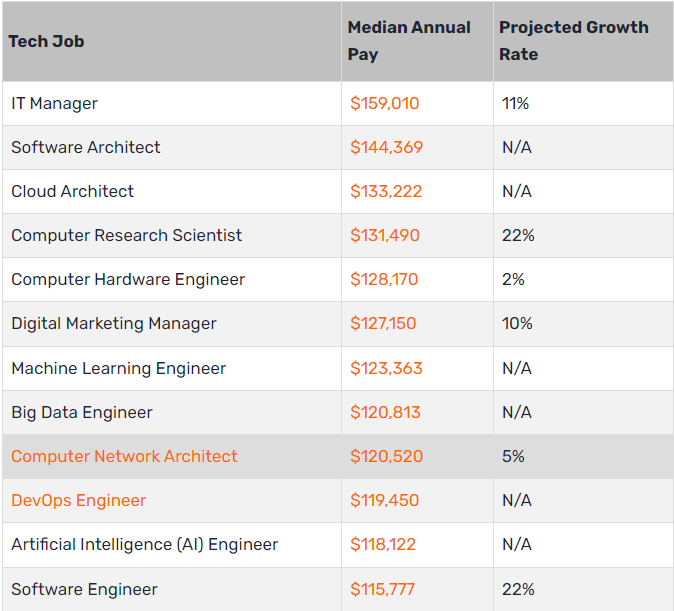 Tech Job Median Annual Pay Projected Growth Rate
IT Manager $159,010 11%
Software Architect $144,369 N/A
Cloud Architect $133,222 N/A
Computer Research Scientist $131,490 22%
Computer Hardware Engineer $128,170 2%
Digital Marketing Manager $127,150 10%
Machine Learning Engineer $123,363 N/A
Big Data Engineer $120,813 N/A
Computer Network Architect $120,520 5%
DevOps Engineer $119,450 N/A
Artificial Intelligence (AI) Engineer $118,122 N/A
Software Engineer $115,777 22%